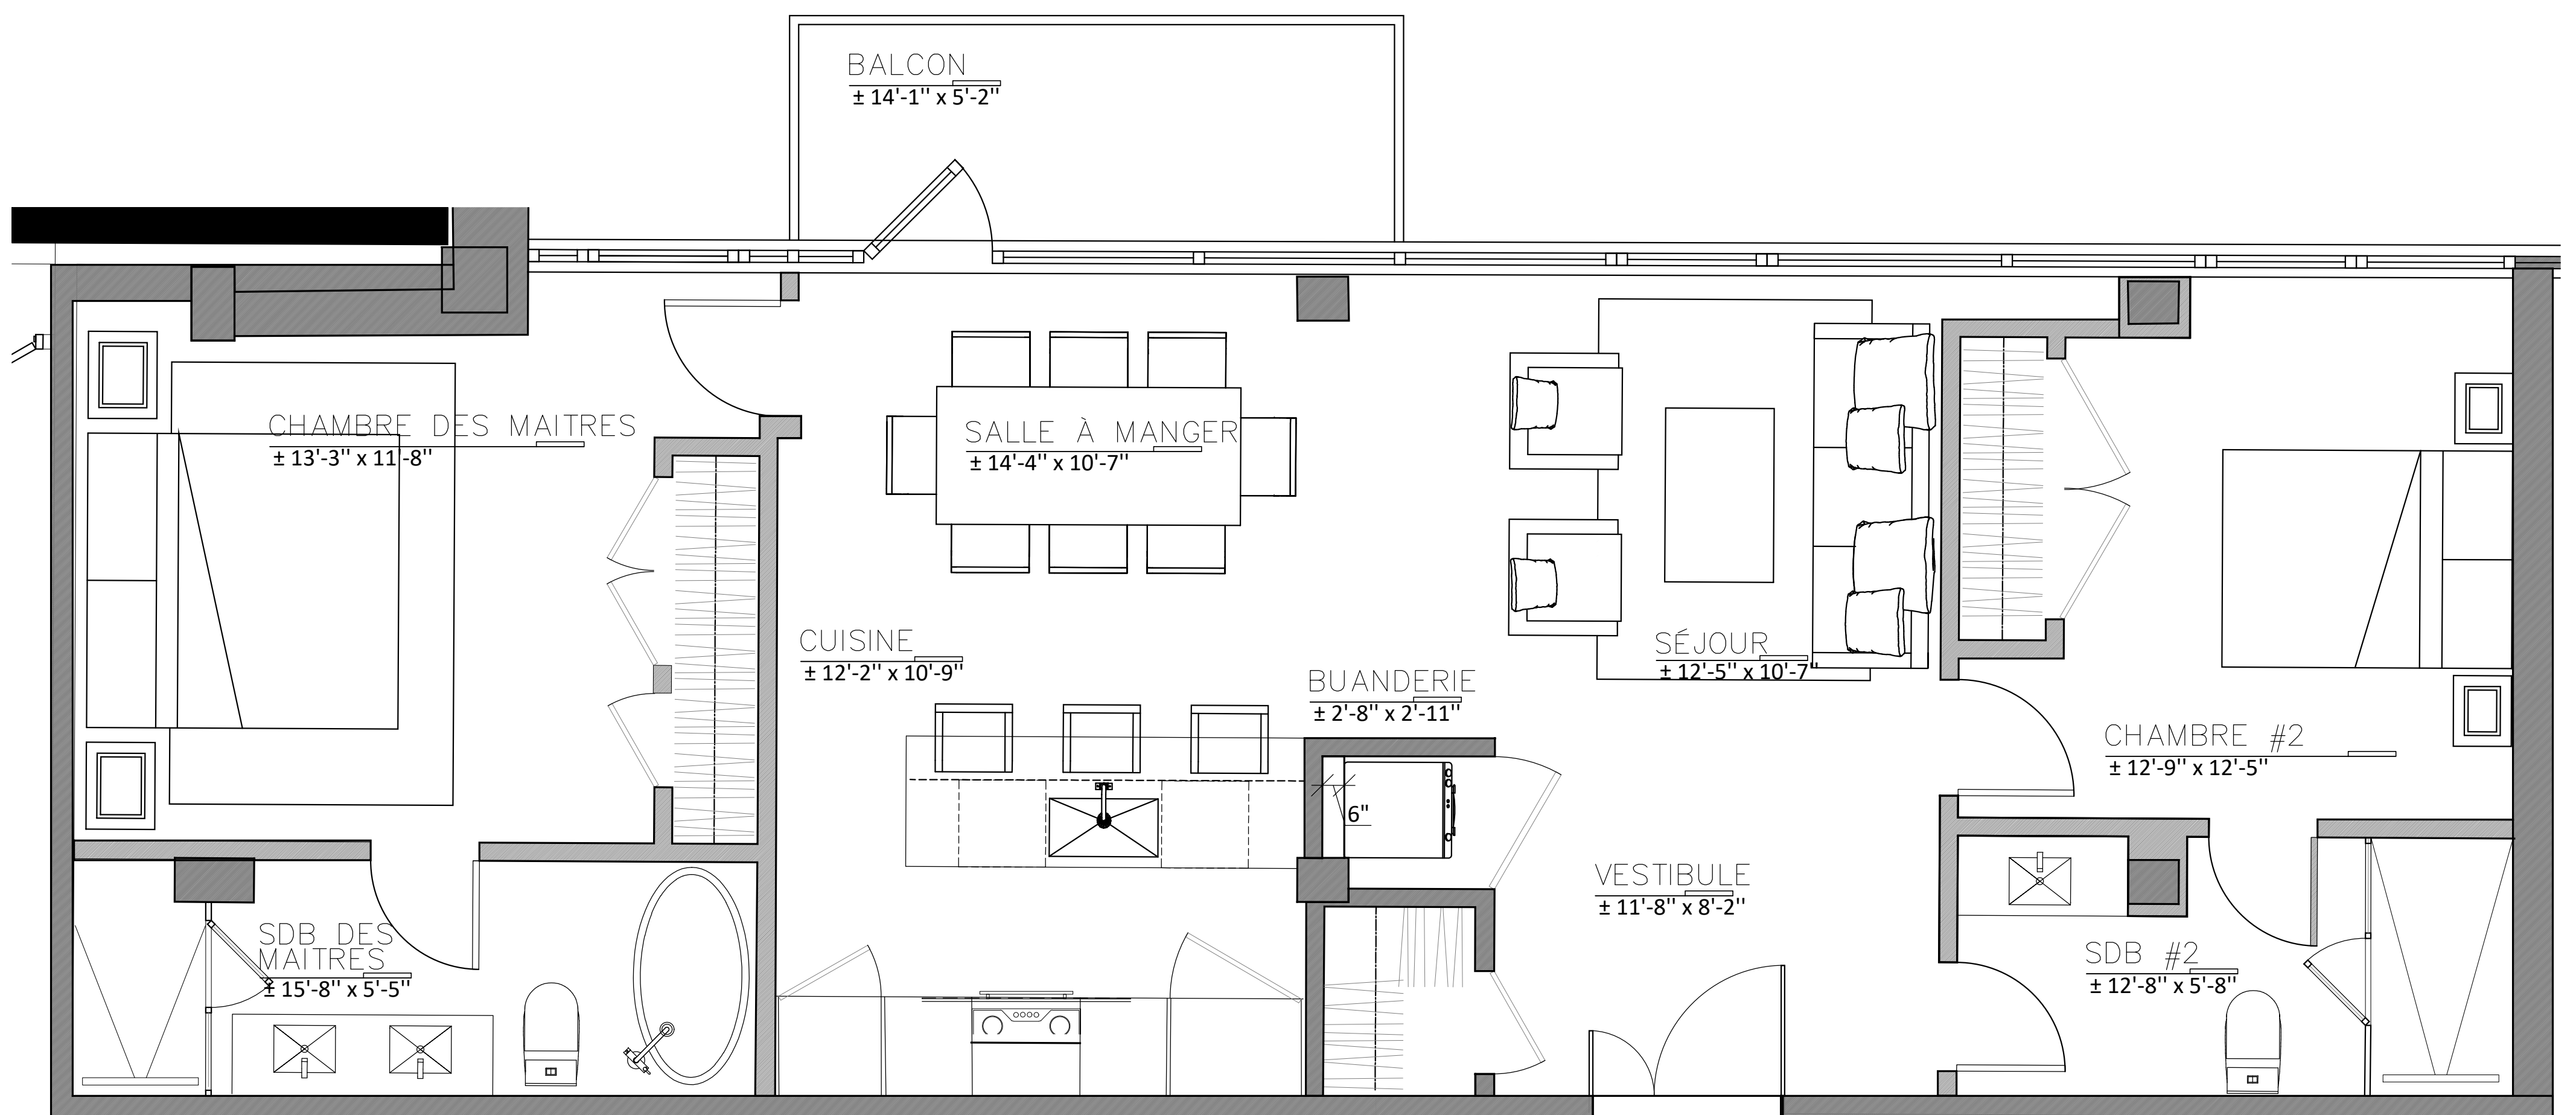 BALCON
± 14'-1'' x 5'-2''
CHAMBRE DES MAITRES
± 13'-3'' x 11'-8''
SALLE À MANGER
± 14'-4'' x 10'-7''
CUISINE
± 12'-2'' x 10'-9''
SÉJOUR
± 12'-5'' x 10'-7''
BUANDERIE
± 2'-8'' x 2'-11''
6"
CHAMBRE #2
± 12'-9'' x 12'-5''
VESTIBULE
± 11'-8'' x 8'-2''
SDB DES
MAITRES
± 15'-8'' x 5'-5''
SDB #2
± 12'-8'' x 5'-8''